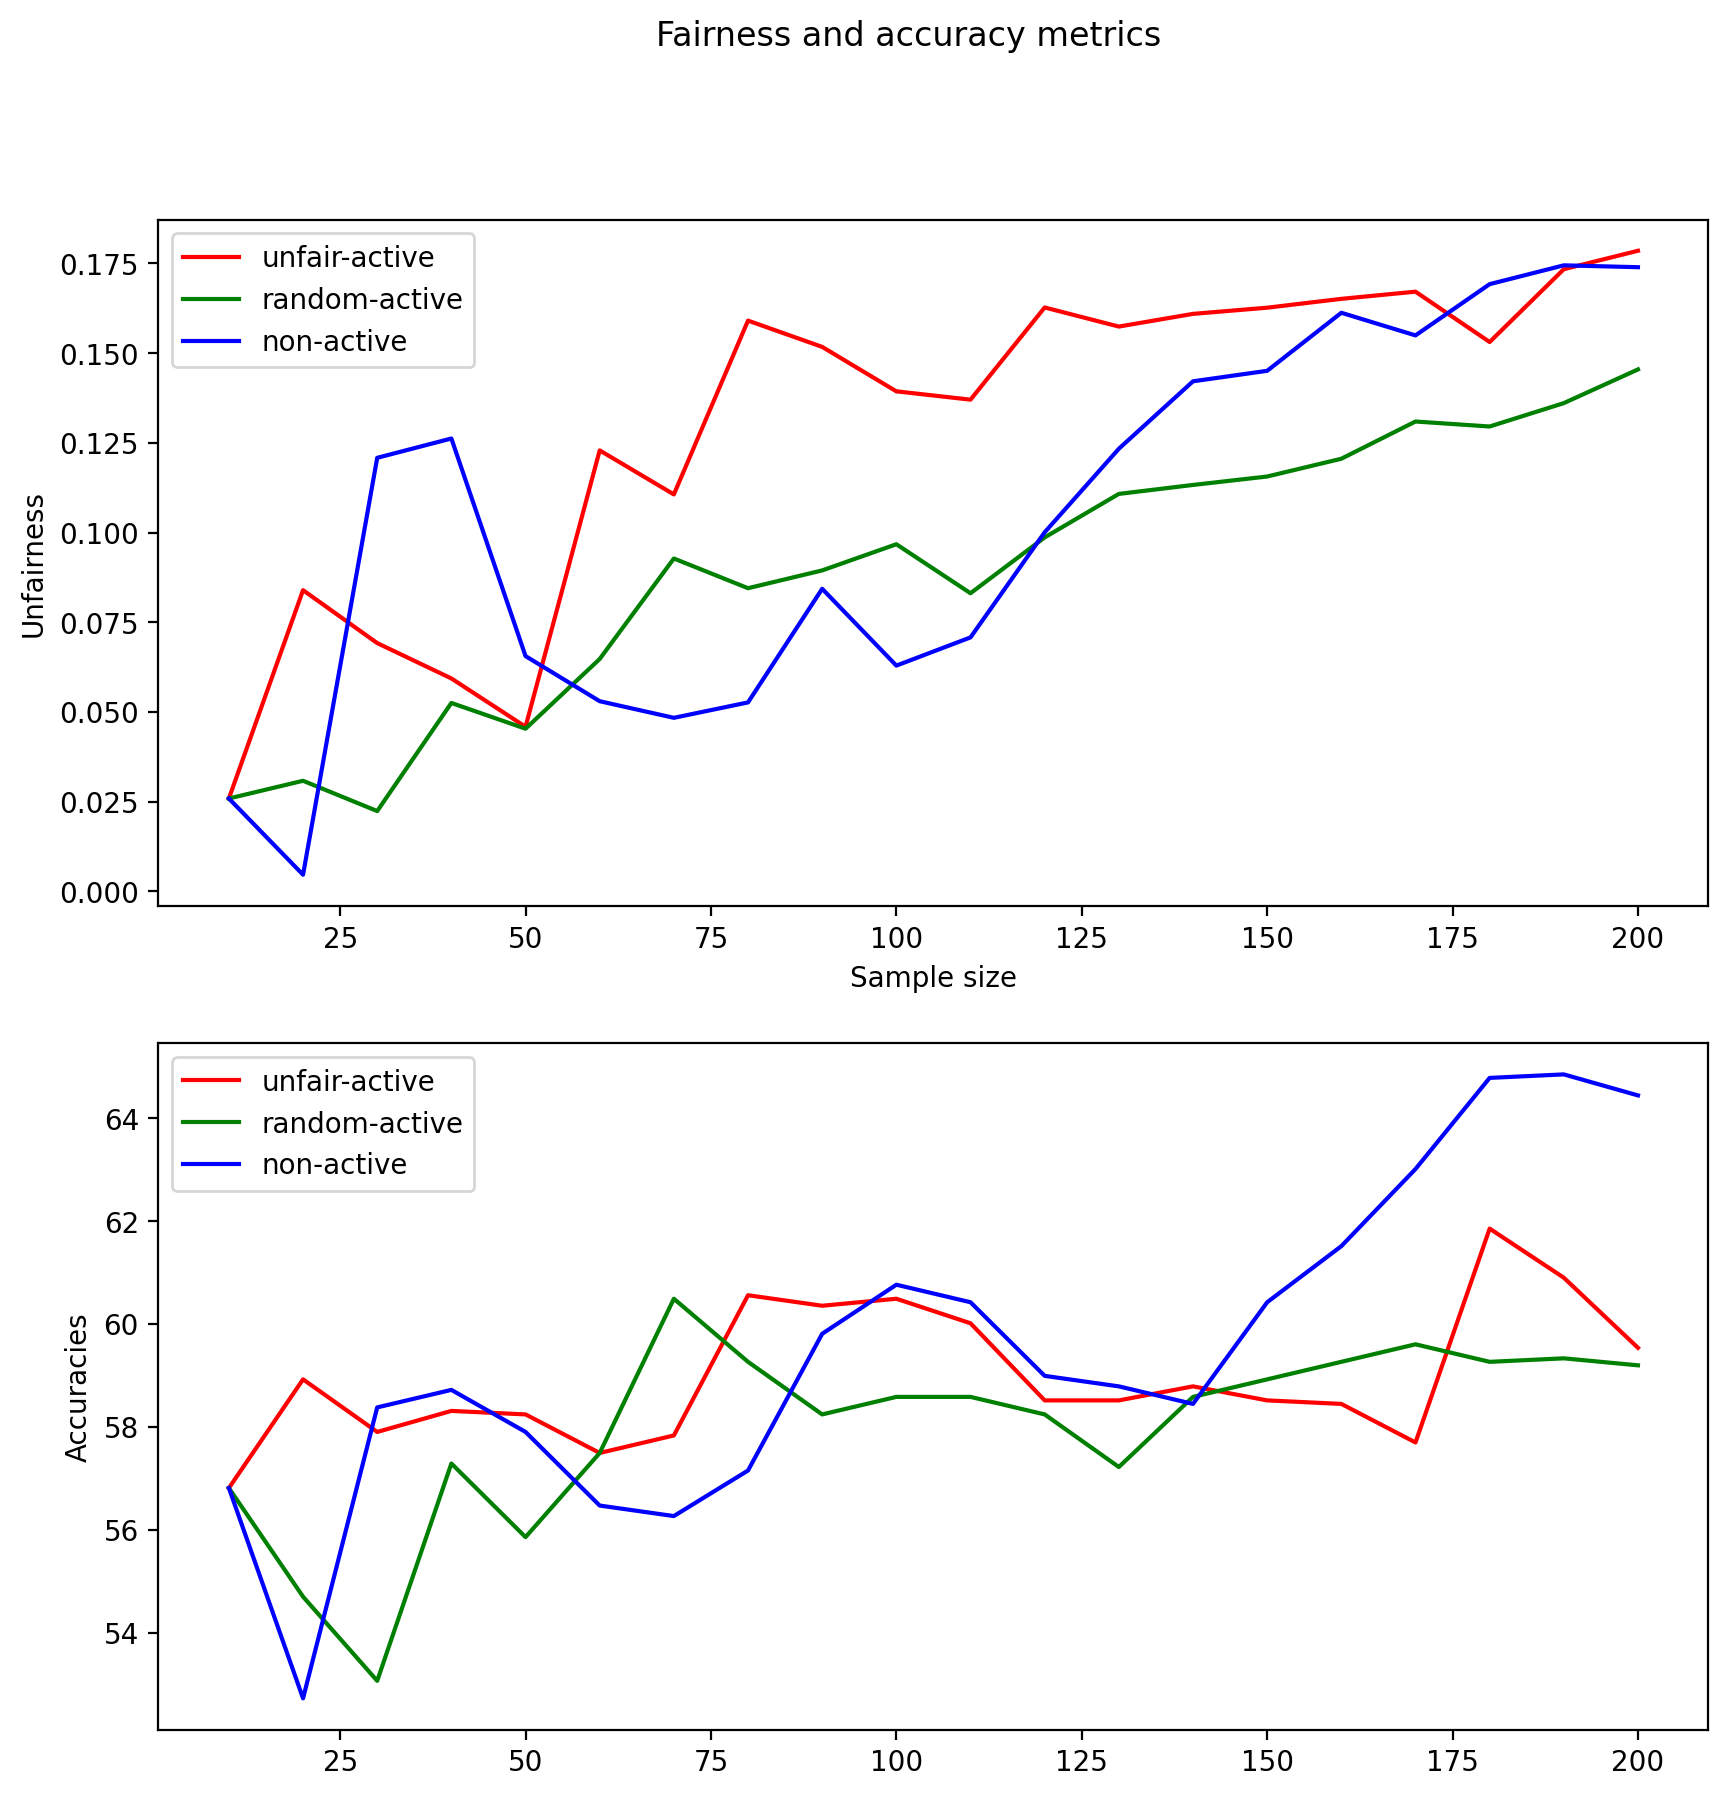 Fairness and accuracy metrics
unfair-active
random-active
non-active
0.175
0.150
0.125
0.100
0.075
0.050
0.025
0.000
Unfairness
25 50 75 100 125 150 175 200
Sample size
unfair-active
random-active
non-active
64
62
60
58
56
54
Accuracies
25 50 75 100 125 150 175 200